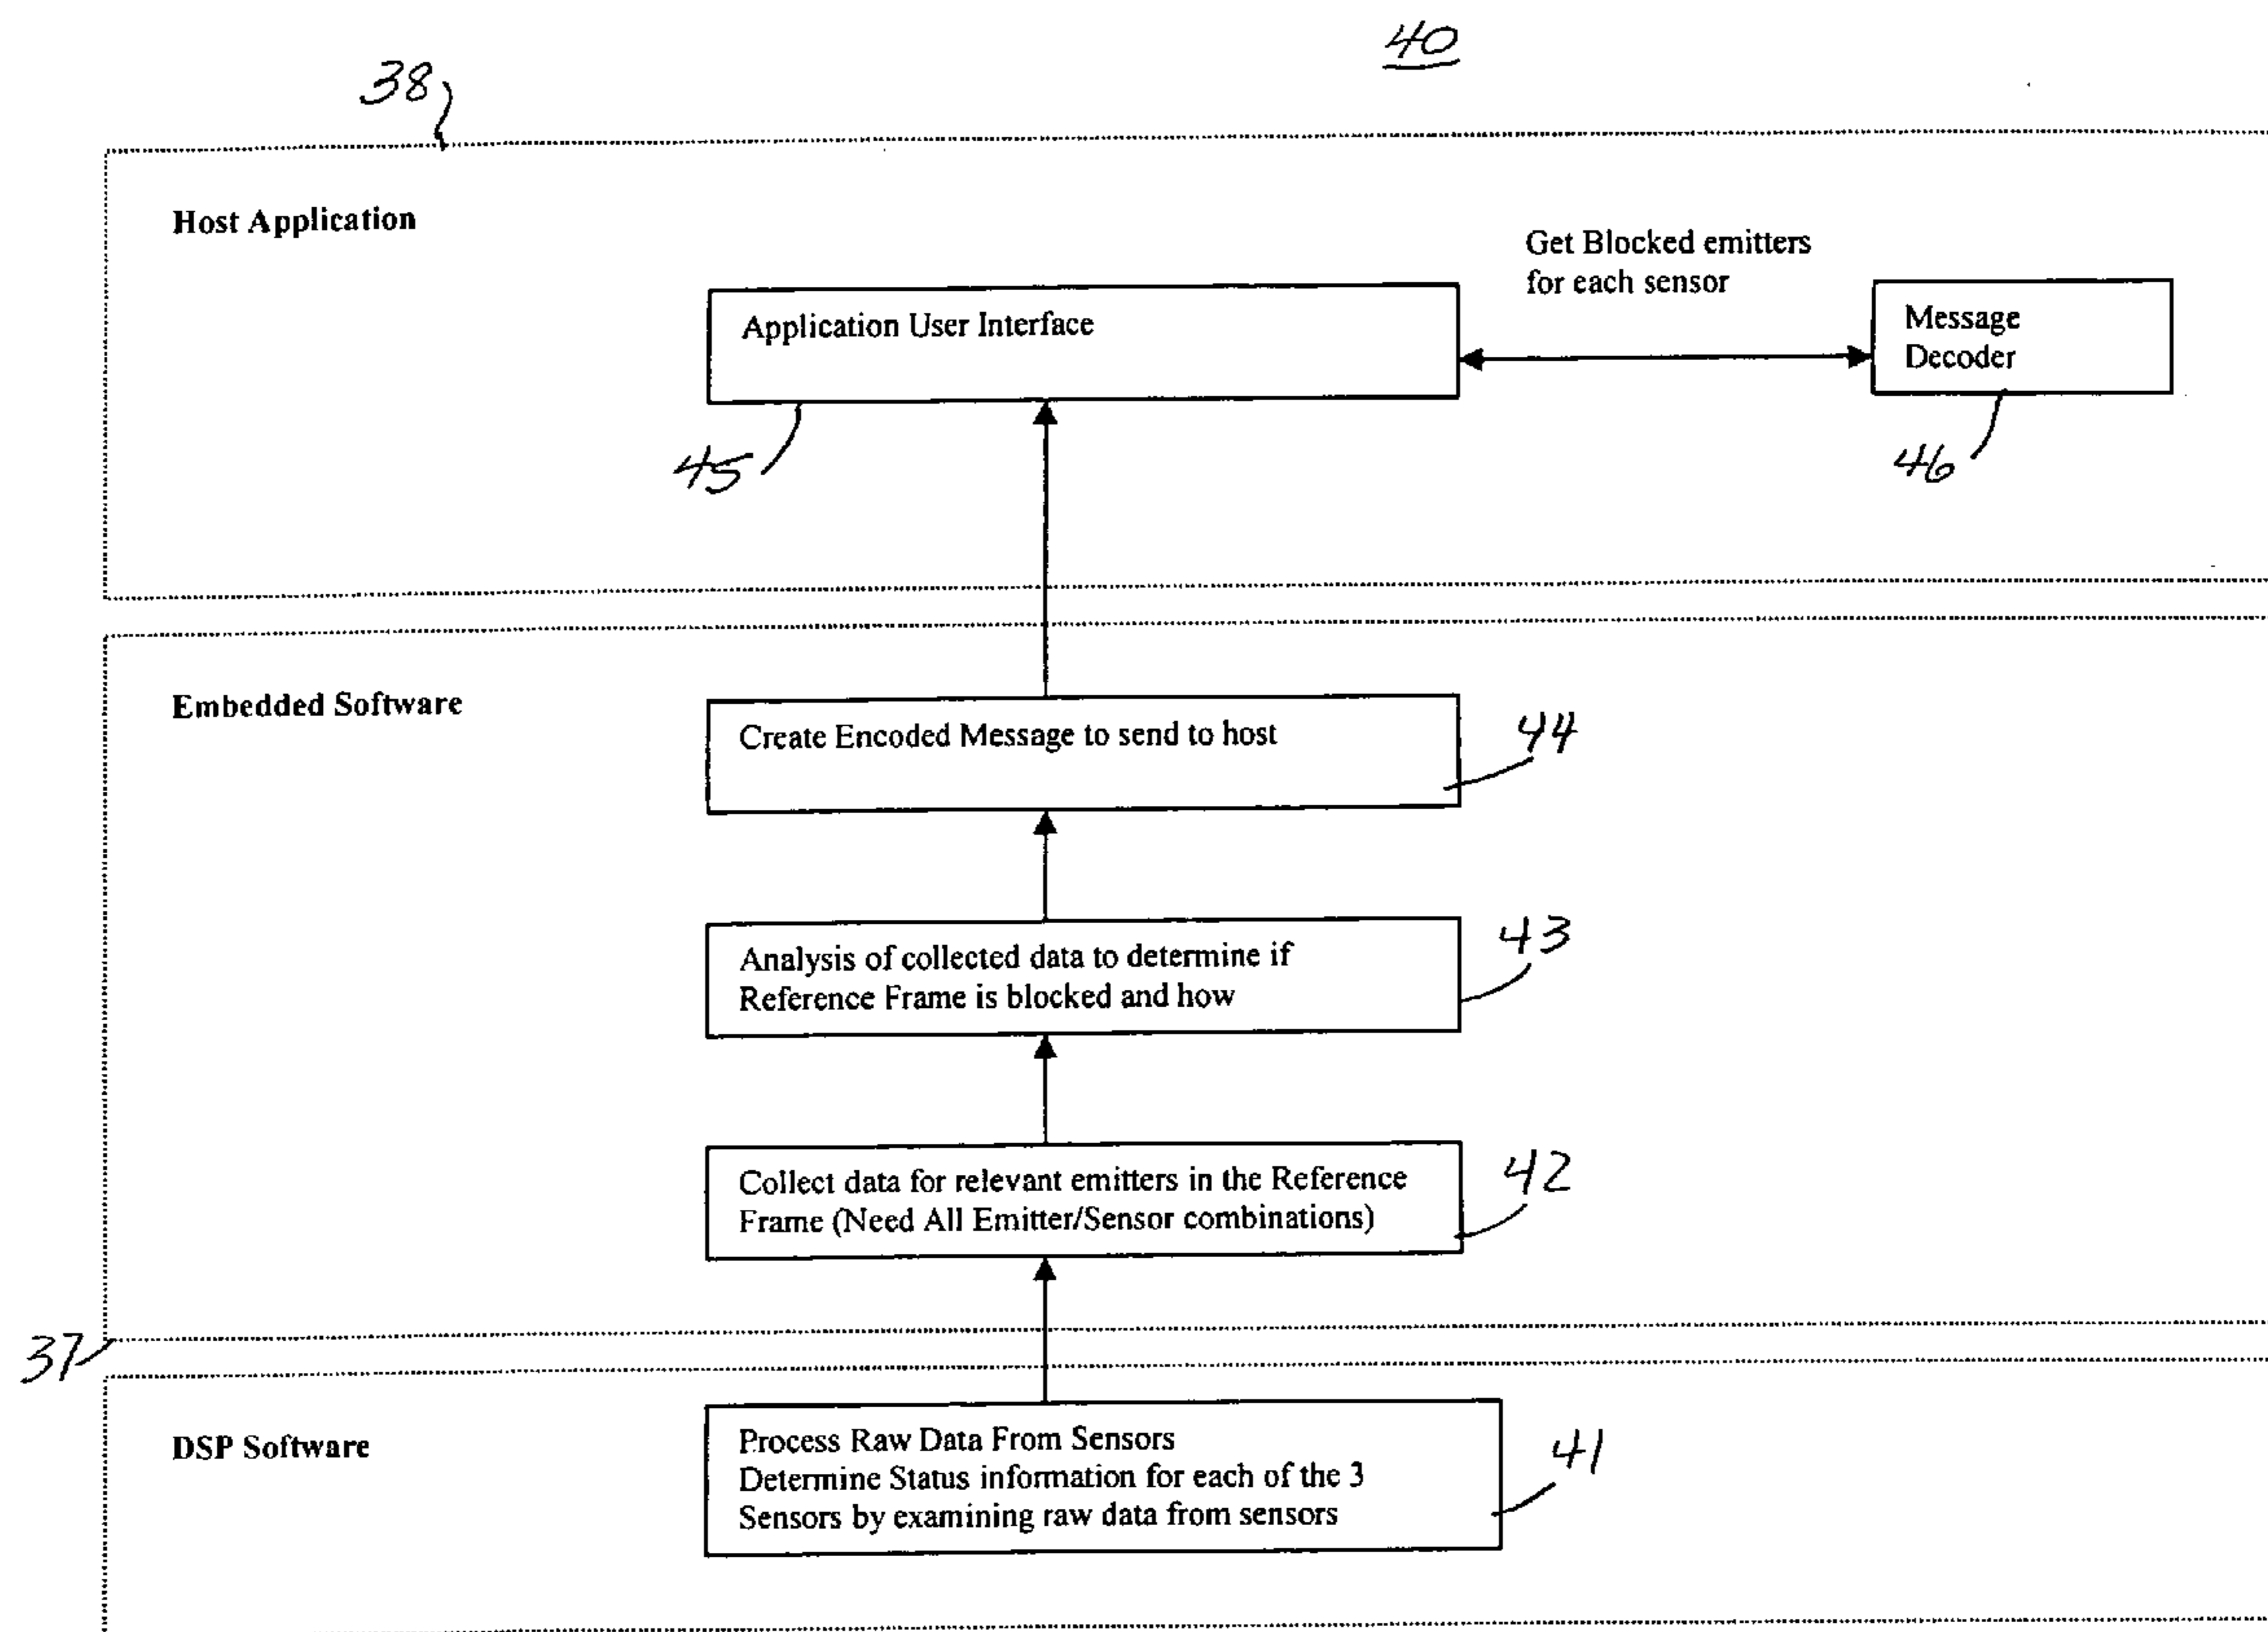 40
38
Host Application
Get Blocked emitters
for each sensor
Application User Interface
Message
Decoder
45
46
Embedded Software
Create Encoded Message to send to host
44
Analysis of collected data to determine if
Reference Frame is blocked and how
43
Collect data for relevant emitters in the Reference
Frame (Need All Emitter/Sensor combinations)
42
37
DSP Software
Process Raw Data From Sensors
Determine Status information for each of the 3
Sensors by examining raw data from sensors
41